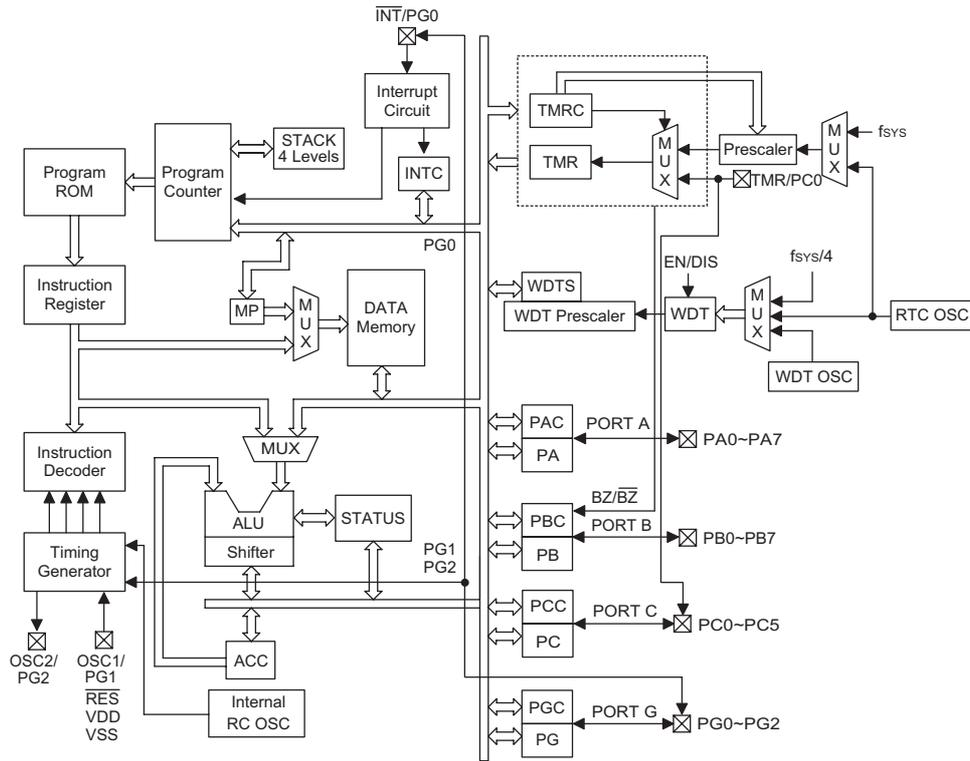 INT/PG0
Interrupt
Circuit
STACK
4 Levels
INTC
Program
ROM
Program
Counter
PG0
Instruction
Register
MP
MUX
DATA
Memory
MUX
Instruction
Decoder
ALU
Shifter
STATUS
Timing
Generator
PG1
PG2
OSC2/
PG2
OSC1/
PG1
RES
VDD
VSS
ACC
Internal
RC OSC
TMRC
TMR
MUX
Prescaler
MUX
fSYS
TMR/PC0
EN/DIS
fSYS/4
WDTS
WDT Prescaler
WDT
MUX
RTC OSC
WDT OSC
PAC
PA
PORT A
PA0~PA7
BZ/BZ
PBC
PB
PORT B
PB0~PB7
PCC
PC
PORT C
PC0~PC5
PGC
PG
PORT G
PG0~PG2